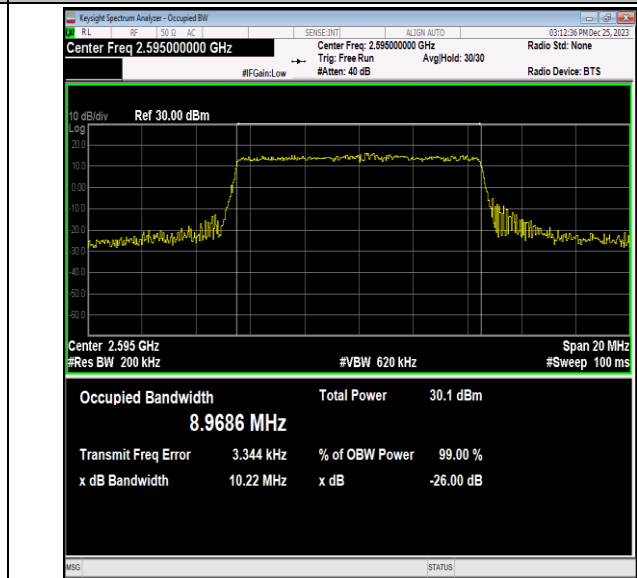 Keysight Spectrum Analyzer - Occupied BW
LXI RL RF 50 Ω AC SENSE:INT ALIGN AUTO 03:12:36 PM Dec 25, 2023
Center Freq 2.595000000 GHz Center Freq: 2.595000000 GHz Radio Std: None
Trig: Free Run Avg|Hold: 30/30
#IFGain:Low #Atten: 40 dB Radio Device: BTS
10 dB/div Ref 30.00 dBm
Log
20.0
10.0
0.00
-10.0
-20.0
-30.0
-40.0
-50.0
-60.0
Center 2.595 GHz Span 20 MHz
#Res BW 200 kHz #VBW 620 kHz #Sweep 100 ms
Occupied Bandwidth Total Power 30.1 dBm
8.9686 MHz
Transmit Freq Error 3.344 kHz % of OBW Power 99.00 %
x dB Bandwidth 10.22 MHz x dB -26.00 dB
MSG STATUS